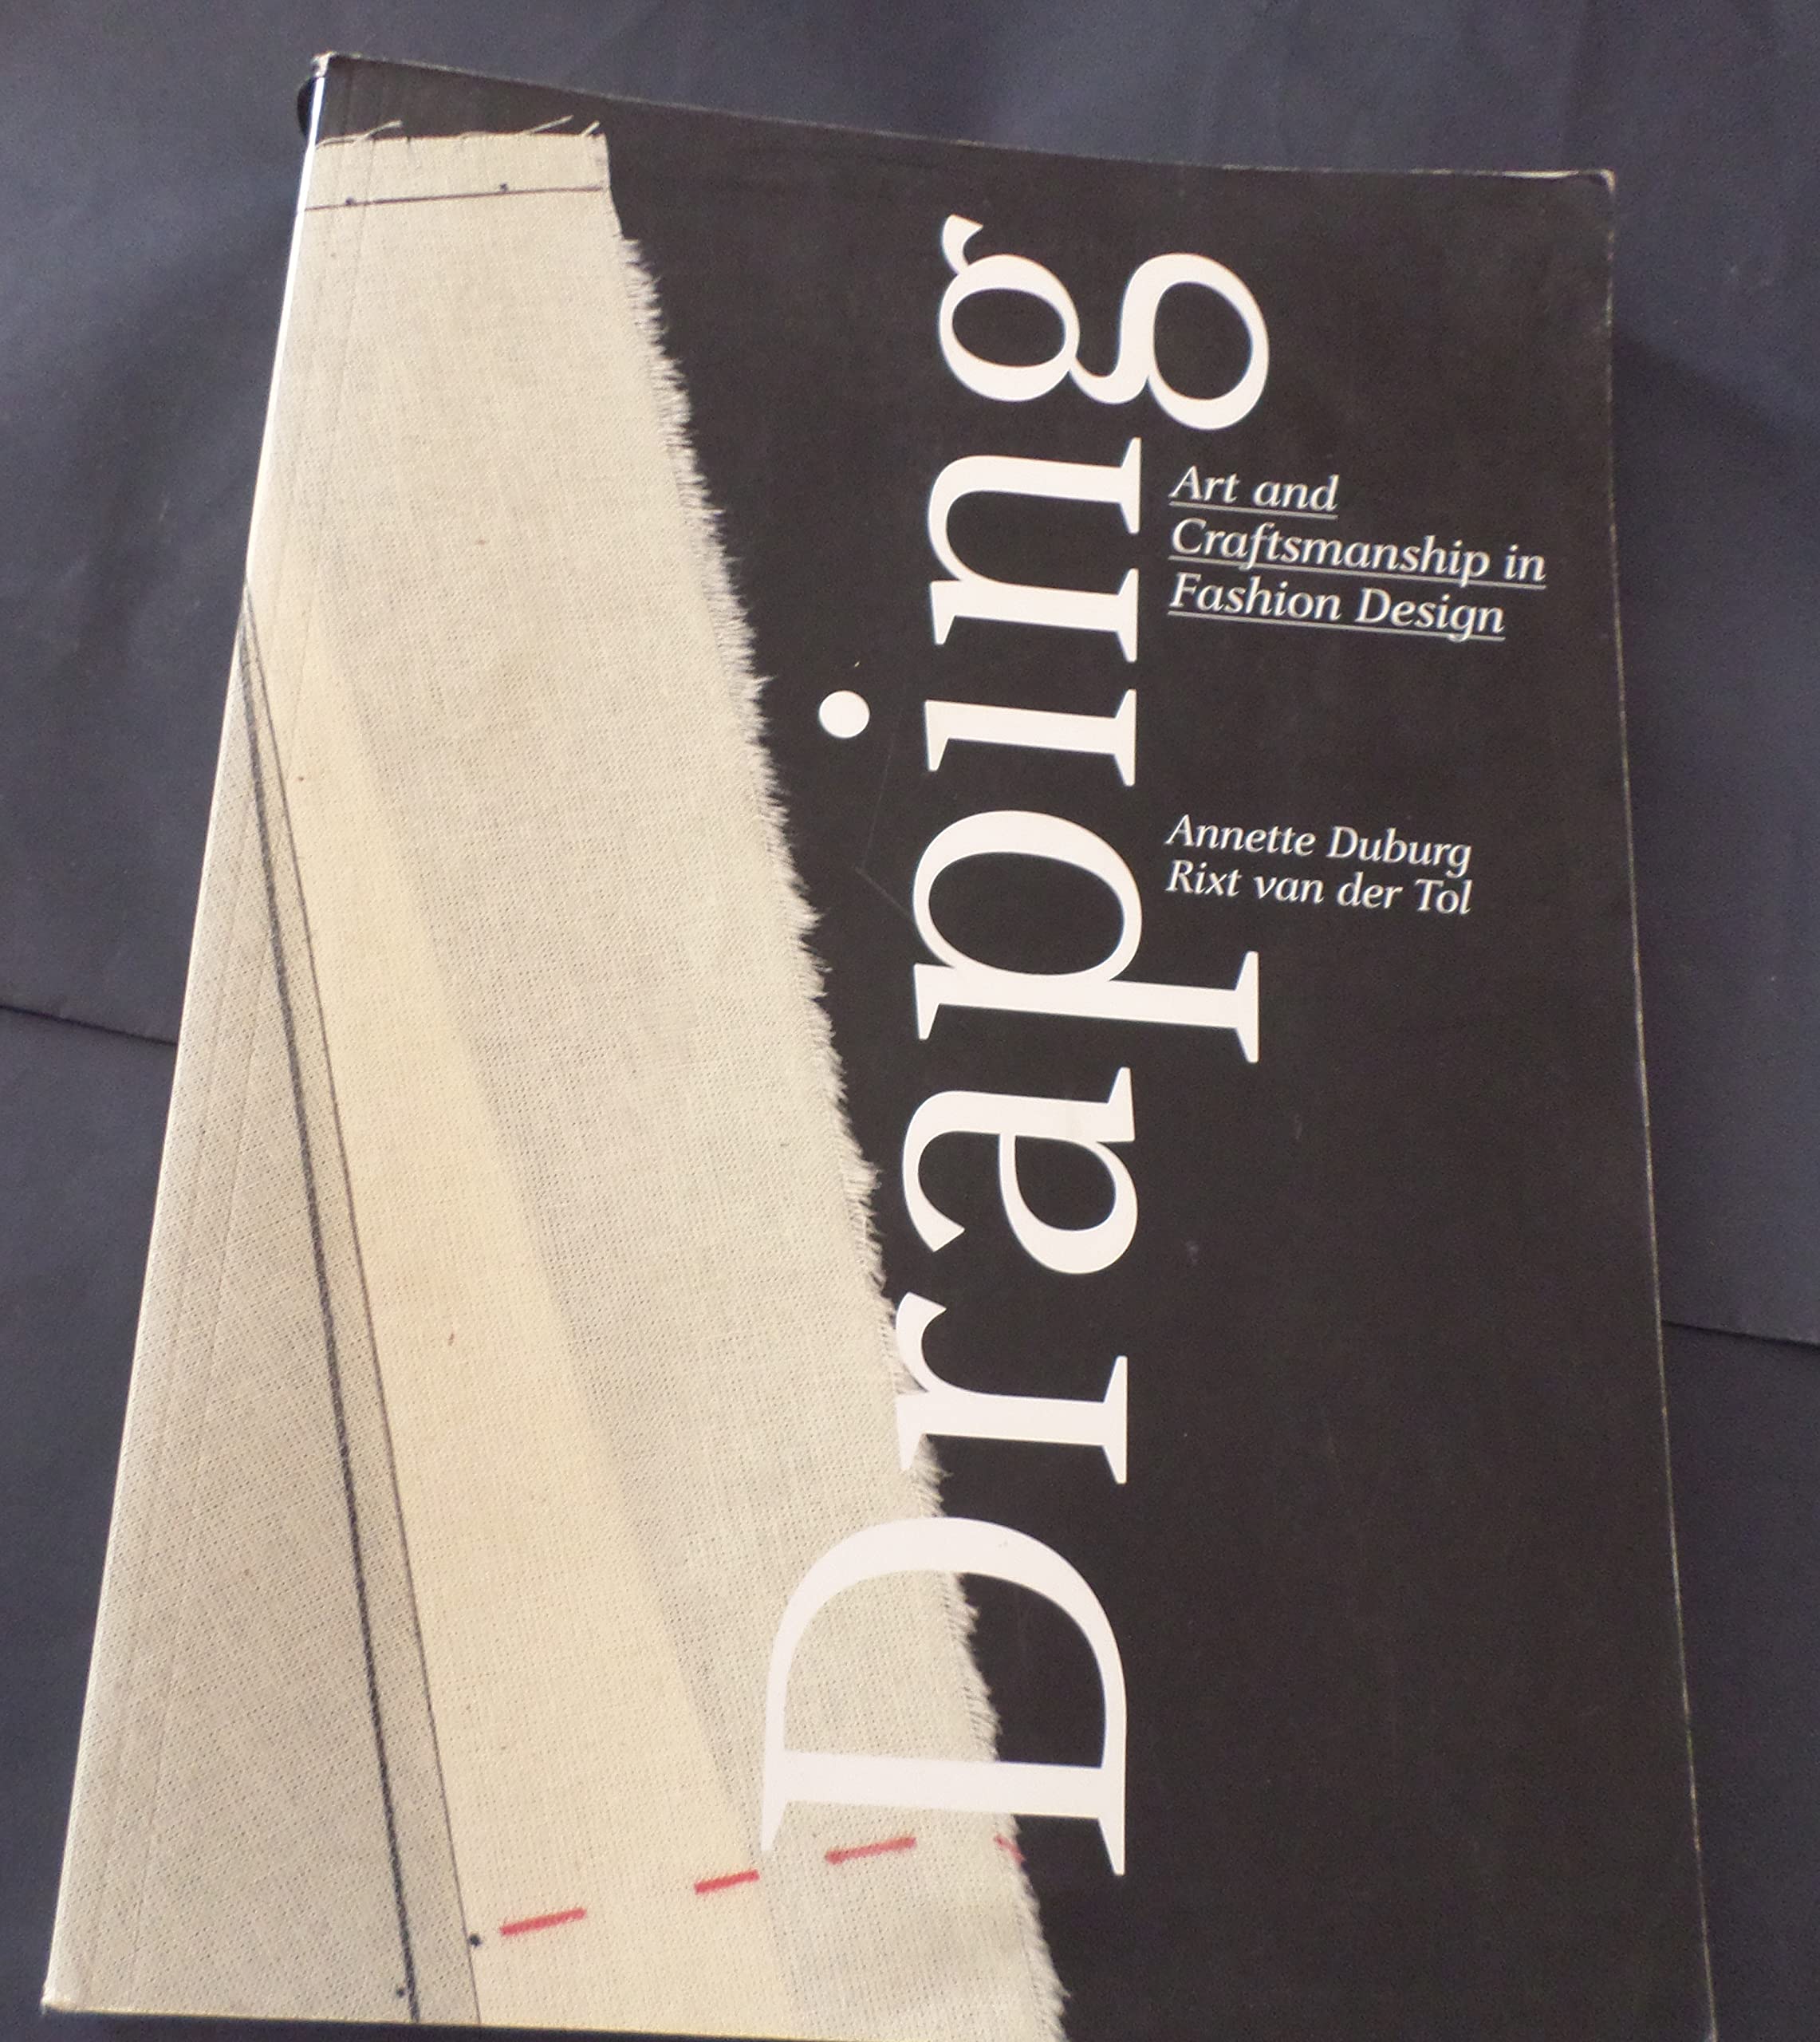 Draping
Art and
Craftsmanship in
Fashion Design
Annette Duburg
Rixt van der Tol